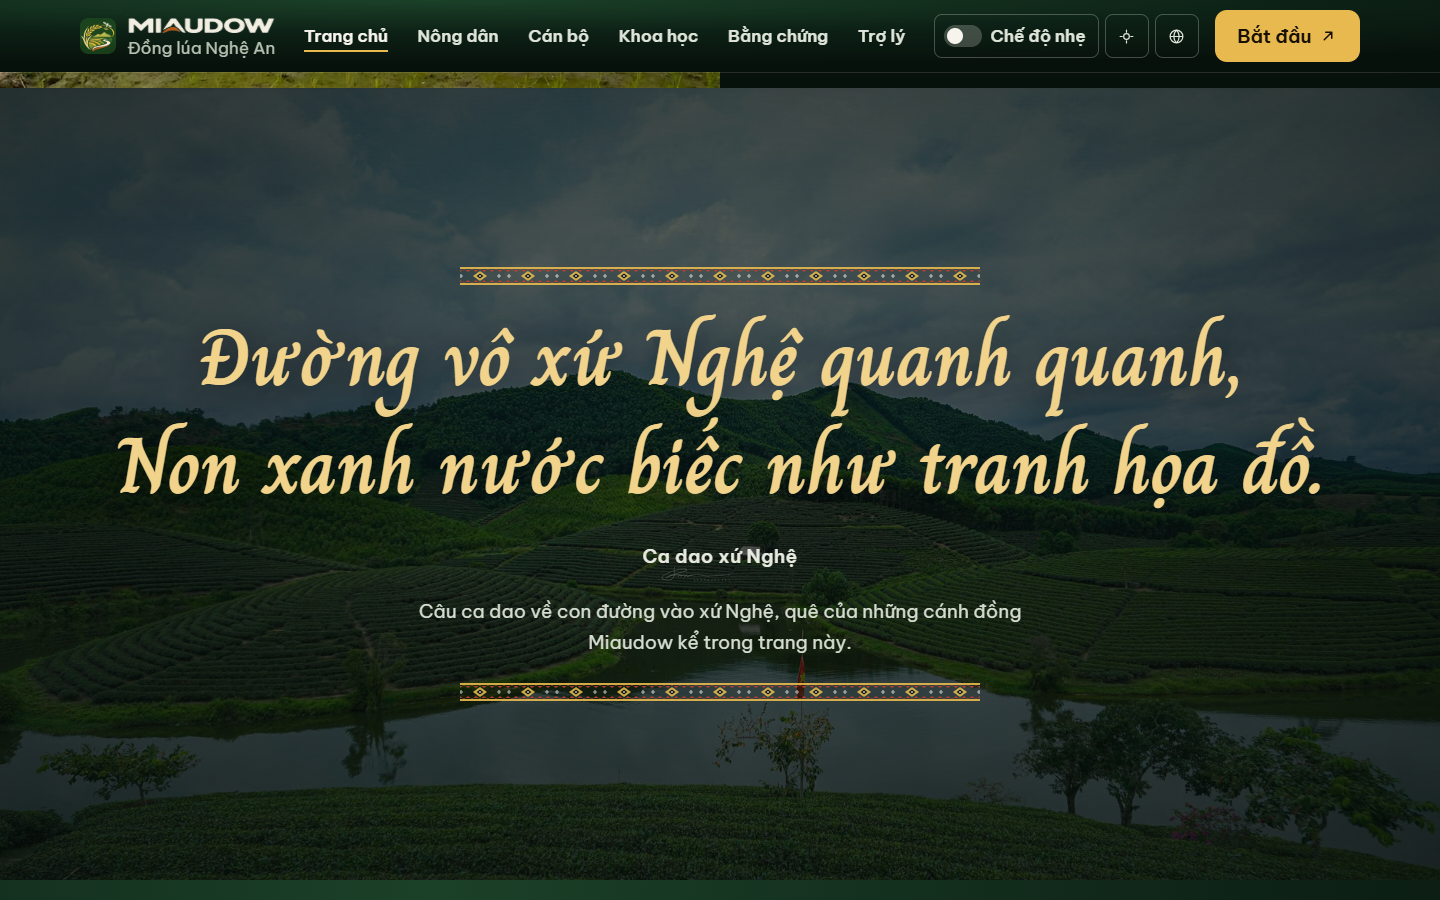 MIAUDOW
Đồng lúa Nghệ An
Trang chủ
Nông dân
Cán bộ
Khoa học
Bằng chứng
Trợ lý
Chế độ nhẹ
Bắt đầu
Đường vô xứ Nghệ quanh quanh,
Non xanh nước biếc như tranh họa đồ.
Ca dao xứ Nghệ
Câu ca dao về con đường vào xứ Nghệ, quê của những cánh đồng
Miaudow kể trong trang này.